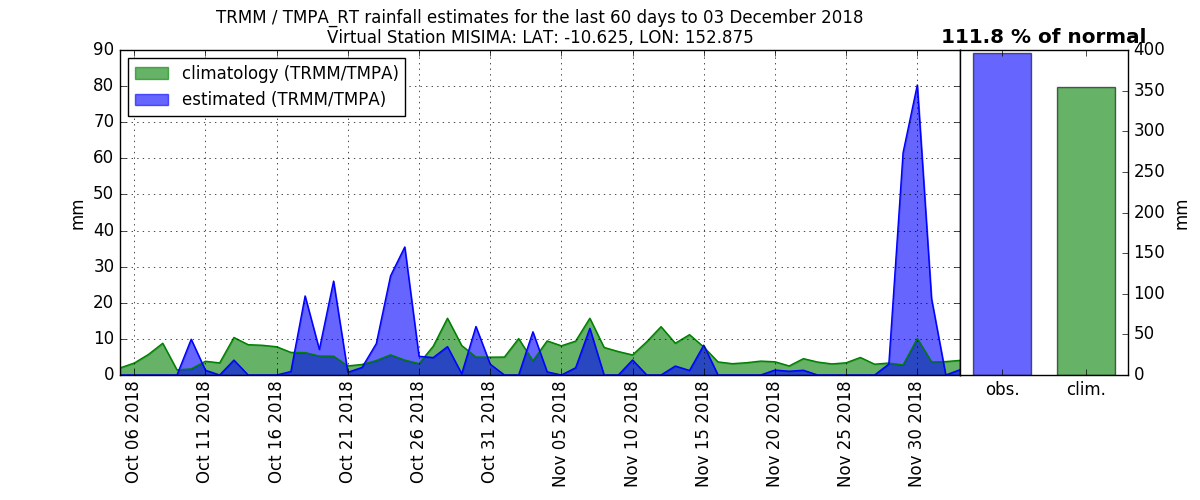 TRMM / TMPA_RT rainfall estimates for the last 60 days to 03 December 2018
Virtual Station MISIMA: LAT: -10.625, LON: 152.875
111.8 % of normal
climatology (TRMM/TMPA)
estimated (TRMM/TMPA)
90
80
70
60
50
40
30
20
10
0
mm
Oct 06 2018
Oct 11 2018
Oct 16 2018
Oct 21 2018
Oct 26 2018
Oct 31 2018
Nov 05 2018
Nov 10 2018
Nov 15 2018
Nov 20 2018
Nov 25 2018
Nov 30 2018
obs.
clim.
400
350
300
250
200
150
100
50
0
mm